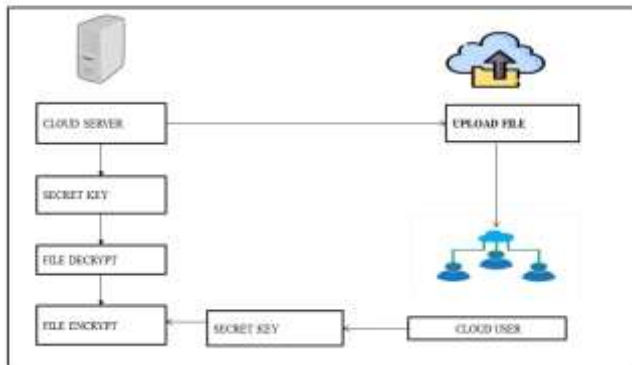 CLOUD SERVER
UPLOAD FILE
SECRET KEY
FILE DECRYPT
FILE ENCRYPT
SECRET KEY
CLOUD USER